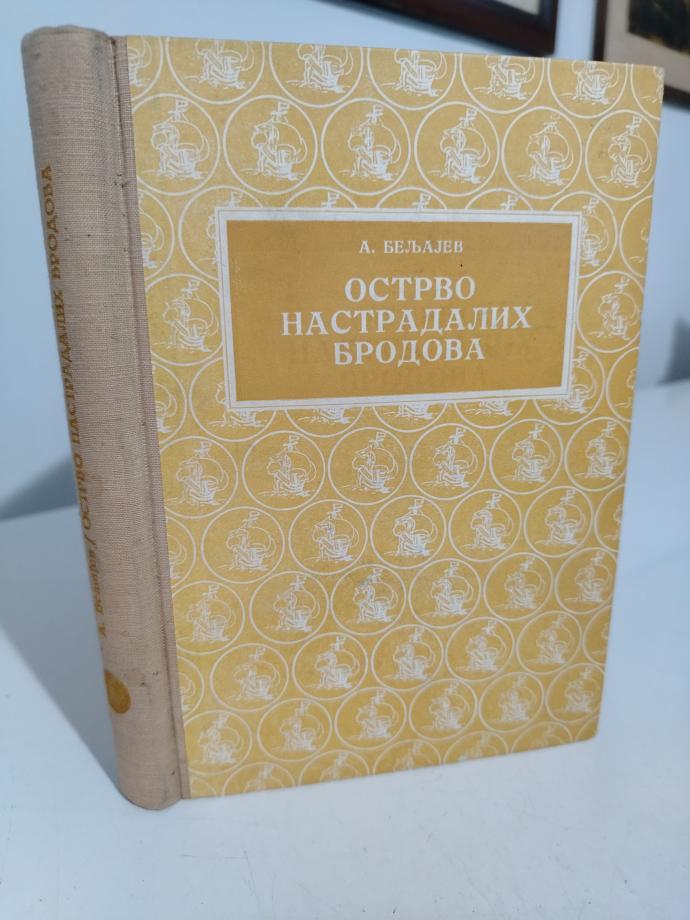 А. БЕЉАЈЕВ
ОСТРВО
НАСТРАДАЛИХ
БРОДОВА
А. Бељајев / ОСТРВО НАСТРАДАЛИХ БРОДОВА